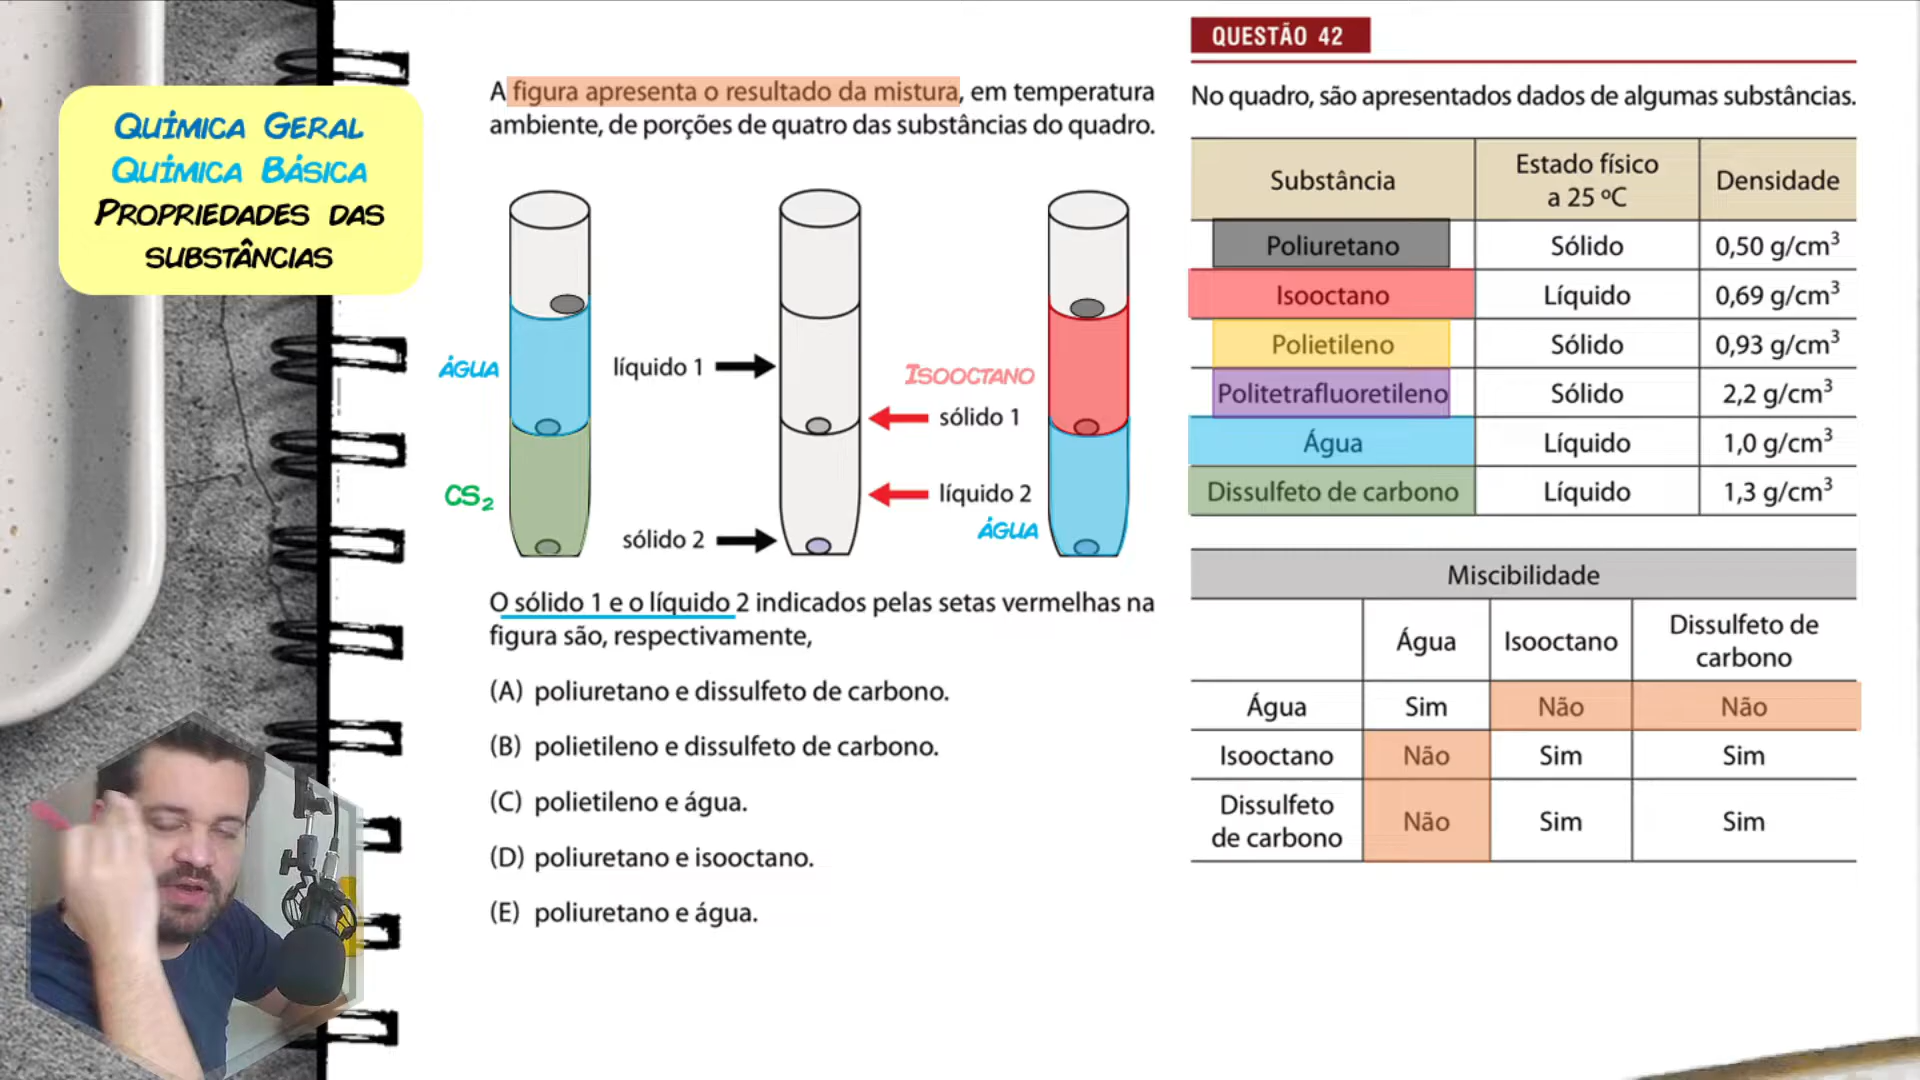 QUÍMICA GERAL
QUÍMICA BÁSICA
PROPRIEDADES DAS
SUBSTÂNCIAS
A figura apresenta o resultado da mistura, em temperatura
ambiente, de porções de quatro das substâncias do quadro.
ÁGUA
CS₂
líquido 1
sólido 2
sólido 1
líquido 2
ISOOCTANO
ÁGUA
O sólido 1 e o líquido 2 indicados pelas setas vermelhas na
figura são, respectivamente,
(A) poliuretano e dissulfeto de carbono.
(B) polietileno e dissulfeto de carbono.
(C) polietileno e água.
(D) poliuretano e isooctano.
(E) poliuretano e água.
QUESTÃO 42
No quadro, são apresentados dados de algumas substâncias.
Substância Estado físico a 25 ºC Densidade
Poliuretano Sólido 0,50 g/cm³
Isooctano Líquido 0,69 g/cm³
Polietileno Sólido 0,93 g/cm³
Politetrafluoretileno Sólido 2,2 g/cm³
Água Líquido 1,0 g/cm³
Dissulfeto de carbono Líquido 1,3 g/cm³
Miscibilidade
Água Isooctano Dissulfeto de carbono
Água Sim Não Não
Isooctano Não Sim Sim
Dissulfeto de carbono Não Sim Sim